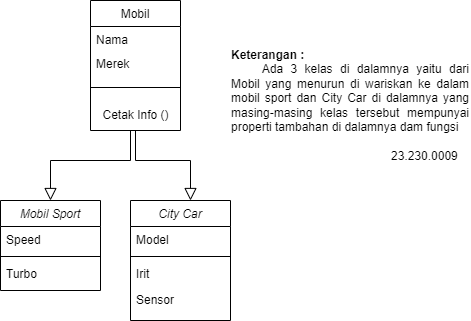 Mobil
Nama
Merek
Cetak Info ()
Keterangan :
Ada 3 kelas di dalamnya yaitu dari
Mobil yang menurun di wariskan ke dalam
mobil sport dan City Car di dalamnya yang
masing-masing kelas tersebut mempunyai
properti tambahan di dalamnya dam fungsi
23.230.0009
Mobil Sport
Speed
Turbo
City Car
Model
Irit
Sensor